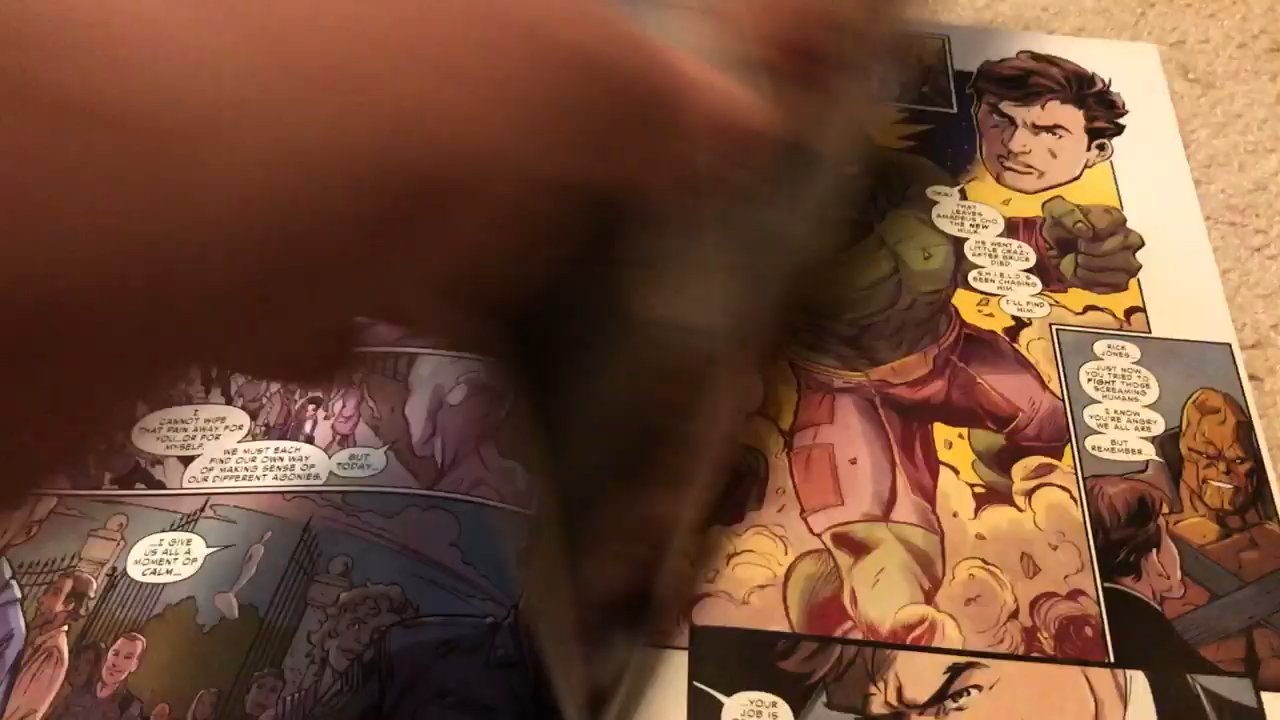 I
CANNOT WIPE
THAT PAIN AWAY FOR
YOU...OR FOR
MYSELF.
WE MUST EACH
FIND OUR OWN WAY
OF MAKING SENSE OF
OUR DIFFERENT AGONIES.
BUT
TODAY...
...I GIVE
US ALL A
MOMENT OF
CALM...
OKAY.
THAT
LEAVES
AMADEUS CHO,
THE NEW
HULK.
HE WENT A
LITTLE CRAZY
AFTER BRUCE
DIED.
S.H.I.E.L.D.'S
BEEN CHASING
HIM.
I'LL FIND
HIM.
RICK
JONES...
...JUST NOW
YOU TRIED TO
FIGHT THOSE
SCREAMING
HUMANS.
I KNOW
YOU'RE ANGRY.
WE ALL ARE.
BUT
REMEMBER...
...YOUR
JOB IS